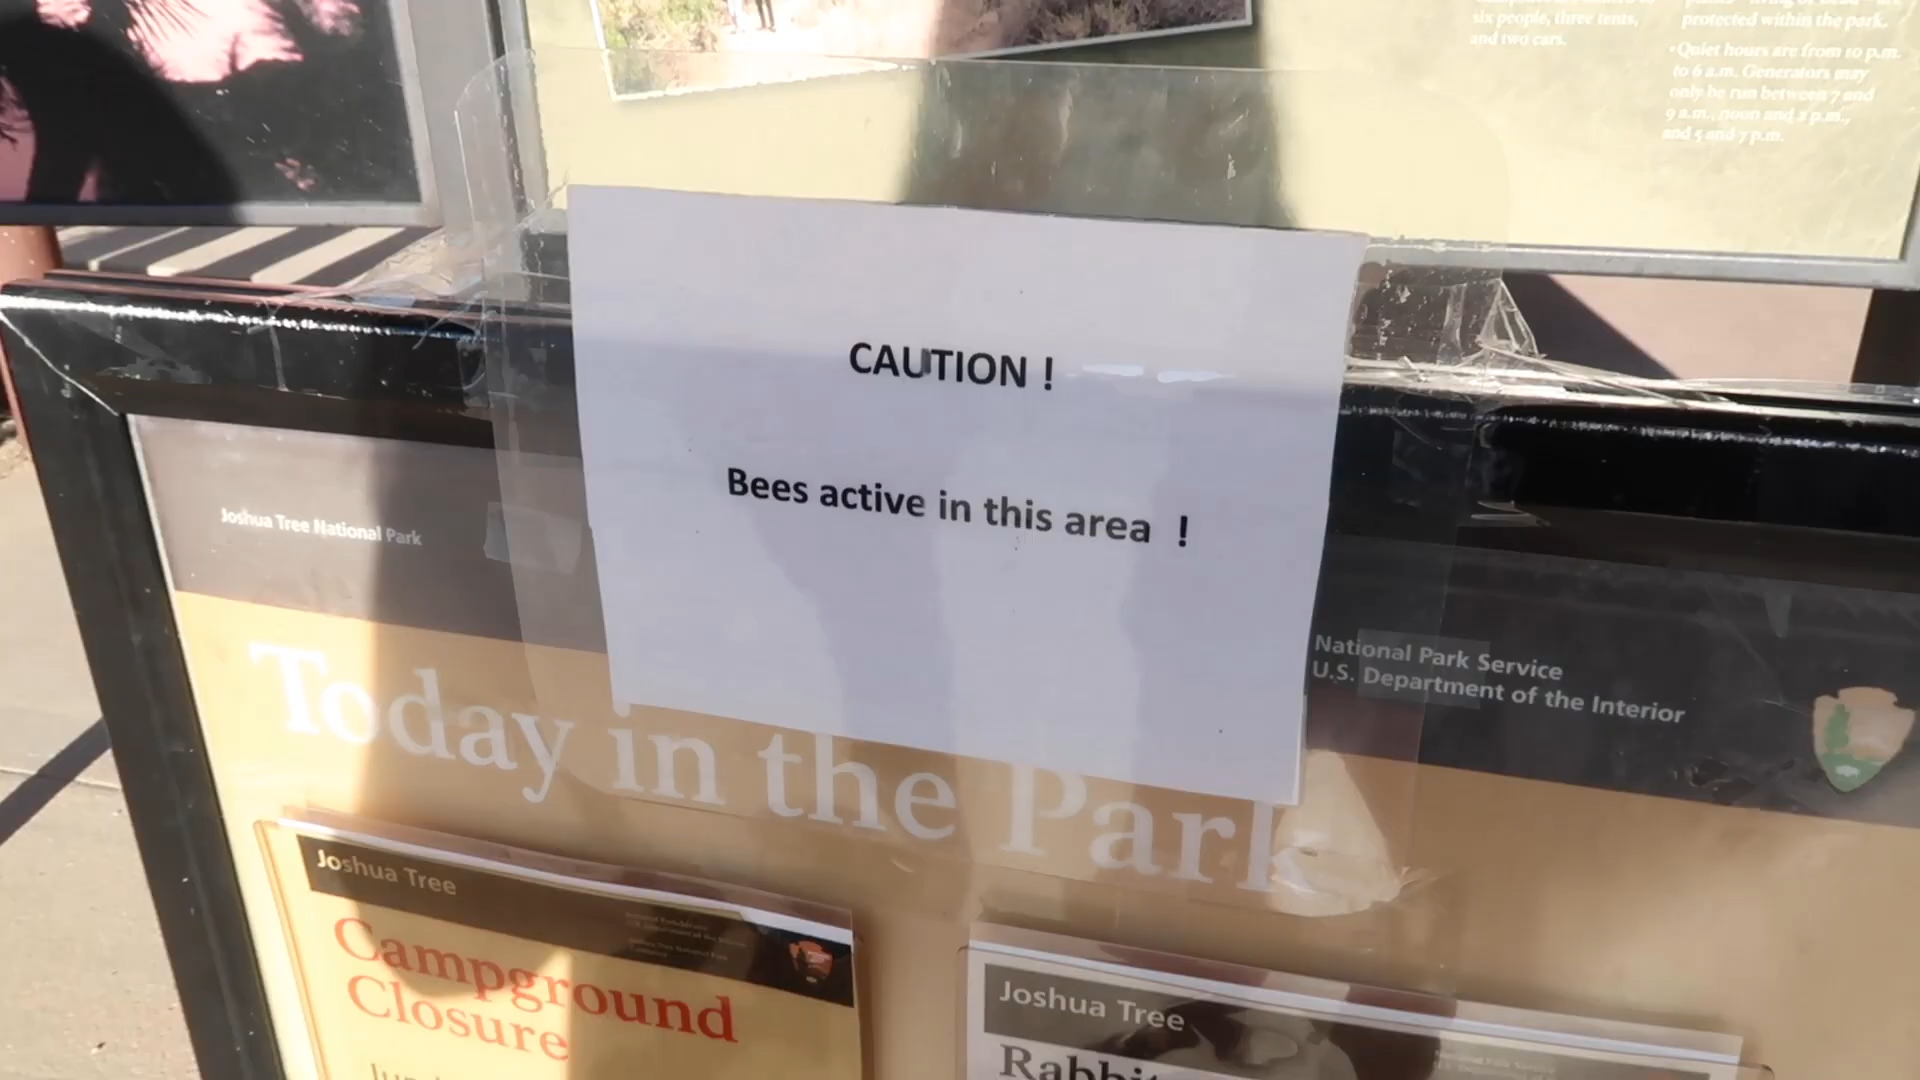 six people, three tents,
and two cars.
protected within the park.
•Quiet hours are from 10 p.m.
to 6 a.m. Generators may
only be run between 7 and
9 a.m., noon and 2 p.m.,
and 5 and 7 p.m.
CAUTION !
Bees active in this area !
Joshua Tree National Park
National Park Service
U.S. Department of the Interior
Today in the Park
Joshua Tree
Campground
Closure
Joshua Tree